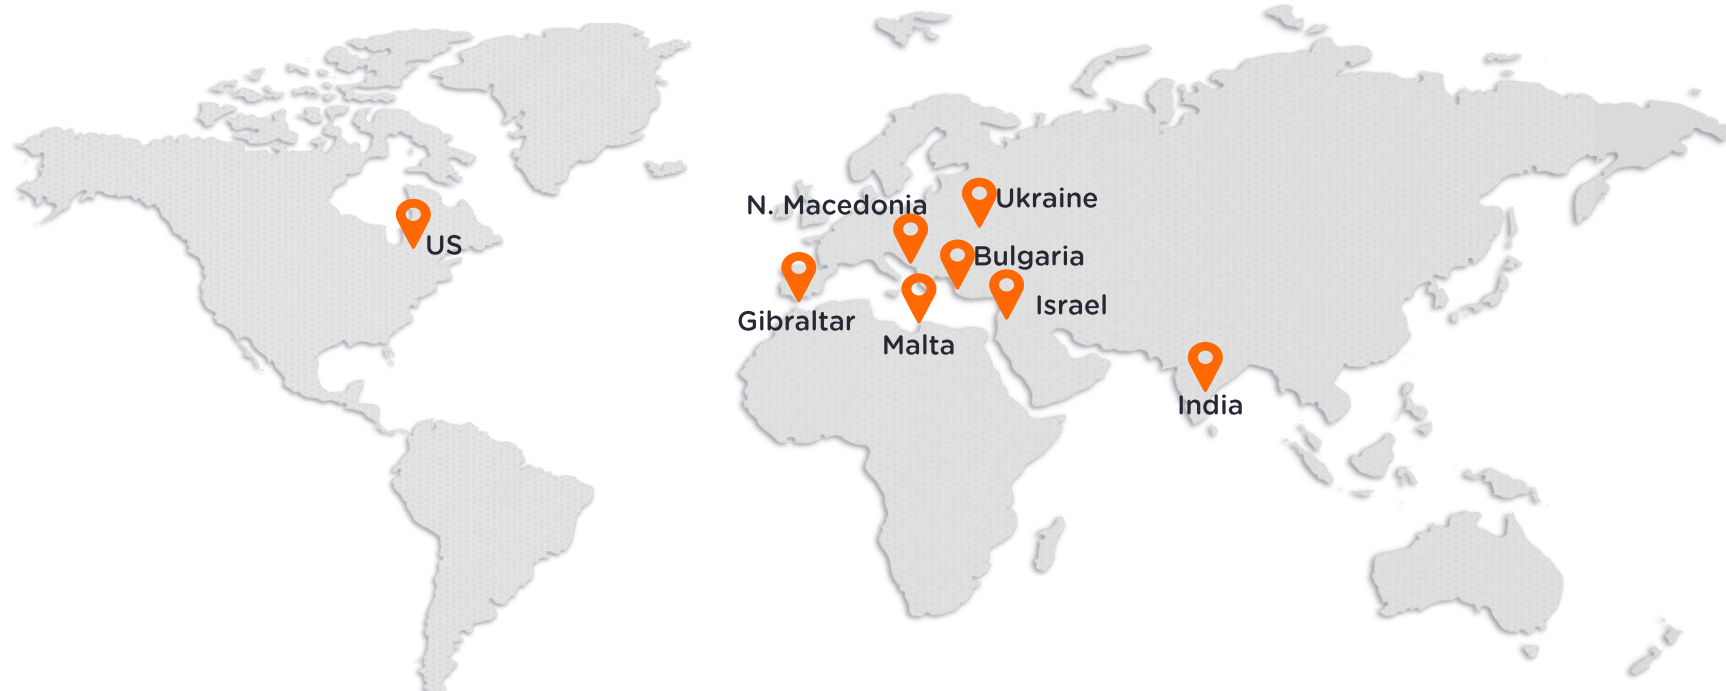 N. Macedonia
Ukraine
US
Bulgaria
Gibraltar
Israel
Malta
India